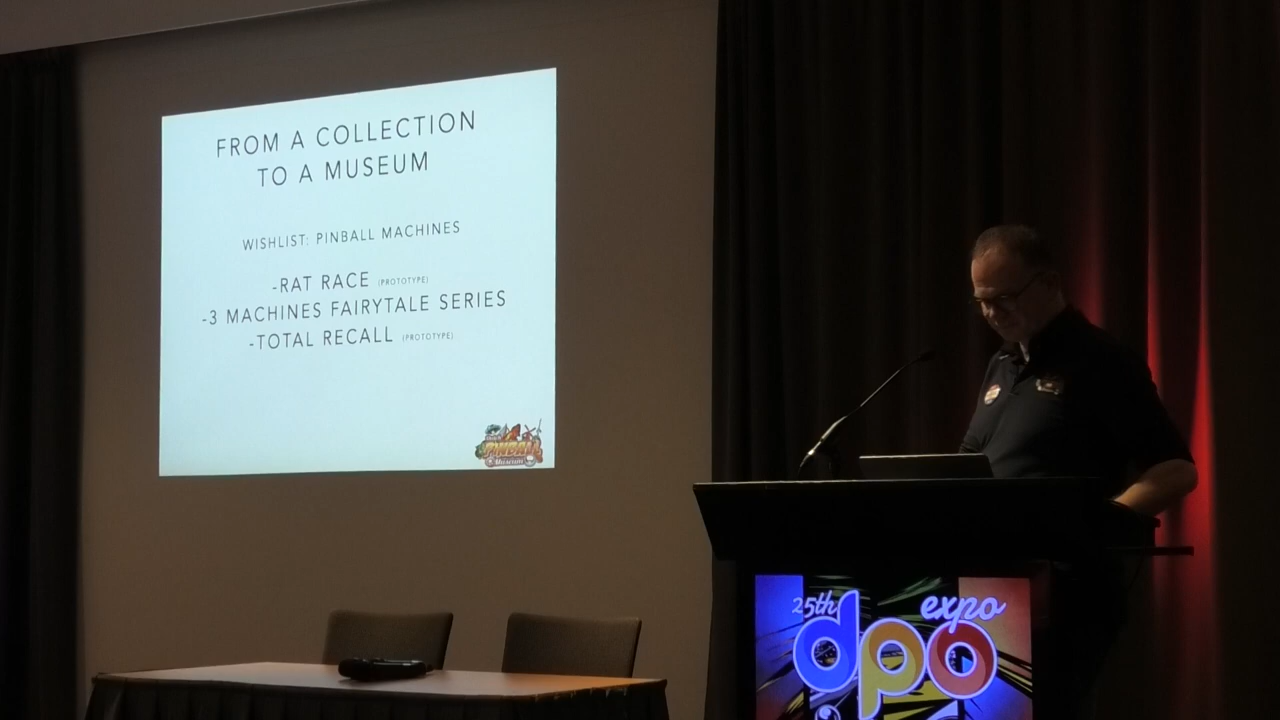 FROM A COLLECTION
TO A MUSEUM
WISHLIST: PINBALL MACHINES
-RAT RACE (PROTOTYPE)
-3 MACHINES FAIRYTALE SERIES
-TOTAL RECALL (PROTOTYPE)
PINBALL
MUSEUM
25th expo
dpo